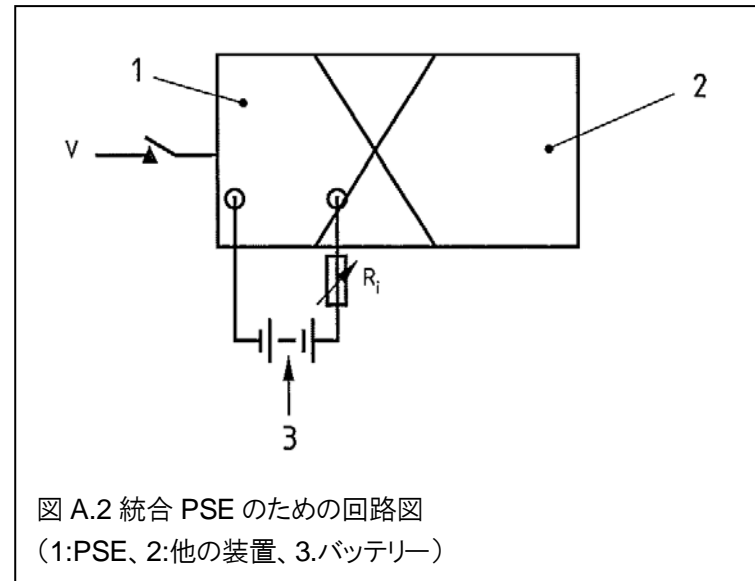 1
2
V
Ri
3
図 A.2 統合 PSE のための回路図
（1:PSE、2:他の装置、3.バッテリー）